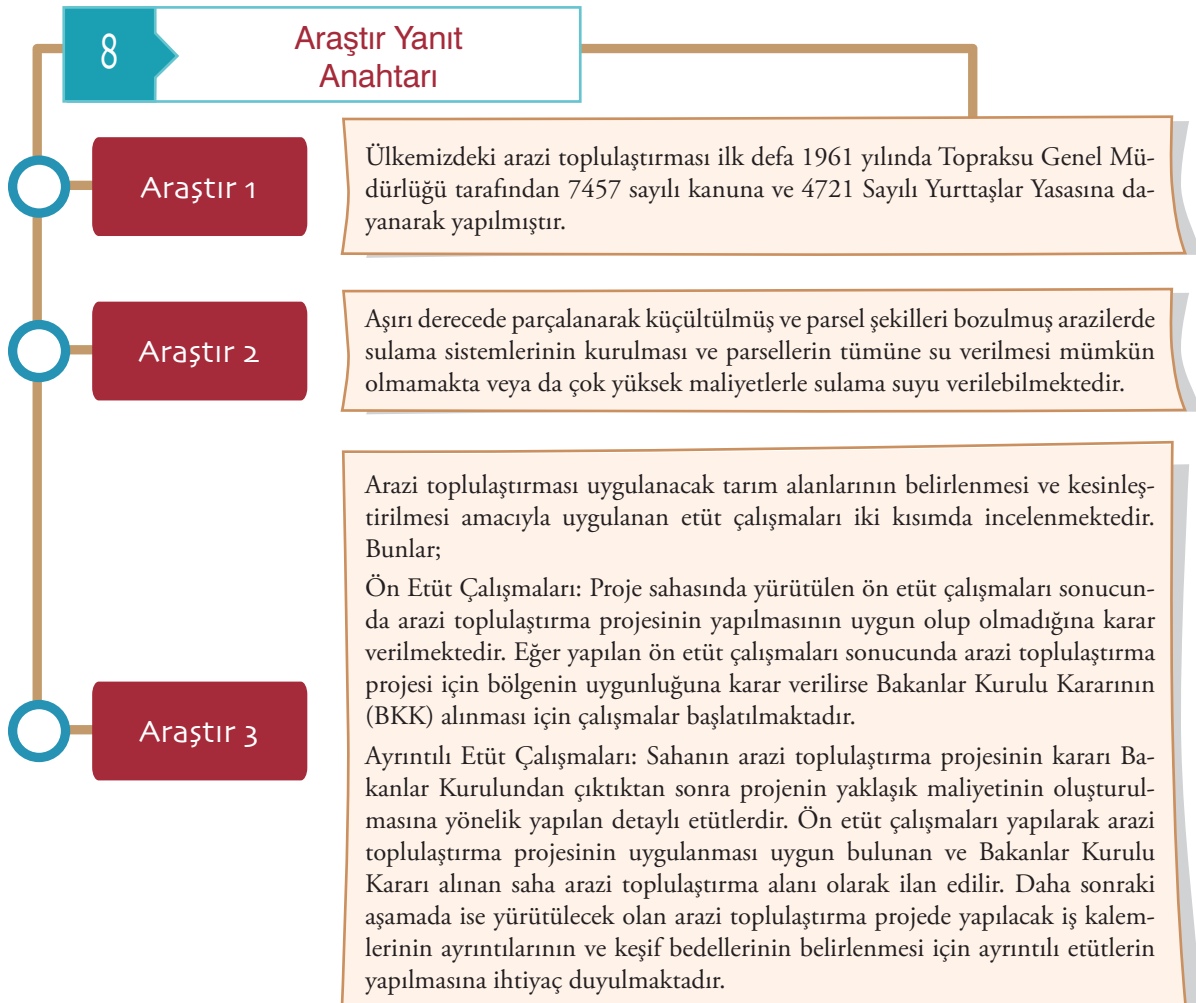 8
Araştır Yanıt
Anahtarı
Araştır 1
Ülkemizdeki arazi toplulaştırması ilk defa 1961 yılında Topraksu Genel Mü-
dürlüğü tarafından 7457 sayılı kanuna ve 4721 Sayılı Yurttaşlar Yasasına da-
yanarak yapılmıştır.
Araştır 2
Aşırı derecede parçalanarak küçültülmüş ve parsel şekilleri bozulmuş arazilerde
sulama sistemlerinin kurulması ve parsellerin tümüne su verilmesi mümkün
olmamakta veya da çok yüksek maliyetlerle sulama suyu verilebilmektedir.
Araştır 3
Arazi toplulaştırması uygulanacak tarım alanlarının belirlenmesi ve kesinleş-
tirilmesi amacıyla uygulanan etüt çalışmaları iki kısımda incelenmektedir.
Bunlar;
Ön Etüt Çalışmaları: Proje sahasında yürütülen ön etüt çalışmaları sonucun-
da arazi toplulaştırma projesinin yapılmasının uygun olup olmadığına karar
verilmektedir. Eğer yapılan ön etüt çalışmaları sonucunda arazi toplulaştırma
projesi için bölgenin uygunluğuna karar verilirse Bakanlar Kurulu Kararının
(BKK) alınması için çalışmalar başlatılmaktadır.
Ayrıntılı Etüt Çalışmaları: Sahanın arazi toplulaştırma projesinin kararı Ba-
kanlar Kurulundan çıktıktan sonra projenin yaklaşık maliyetinin oluşturul-
masına yönelik yapılan detaylı etütlerdir. Ön etüt çalışmaları yapılarak arazi
toplulaştırma projesinin uygulanması uygun bulunan ve Bakanlar Kurulu
Kararı alınan saha arazi toplulaştırma alanı olarak ilan edilir. Daha sonraki
aşamada ise yürütülecek olan arazi toplulaştırma projede yapılacak iş kalem-
lerinin ayrıntılarının ve keşif bedellerinin belirlenmesi için ayrıntılı etütlerin
yapılmasına ihtiyaç duyulmaktadır.